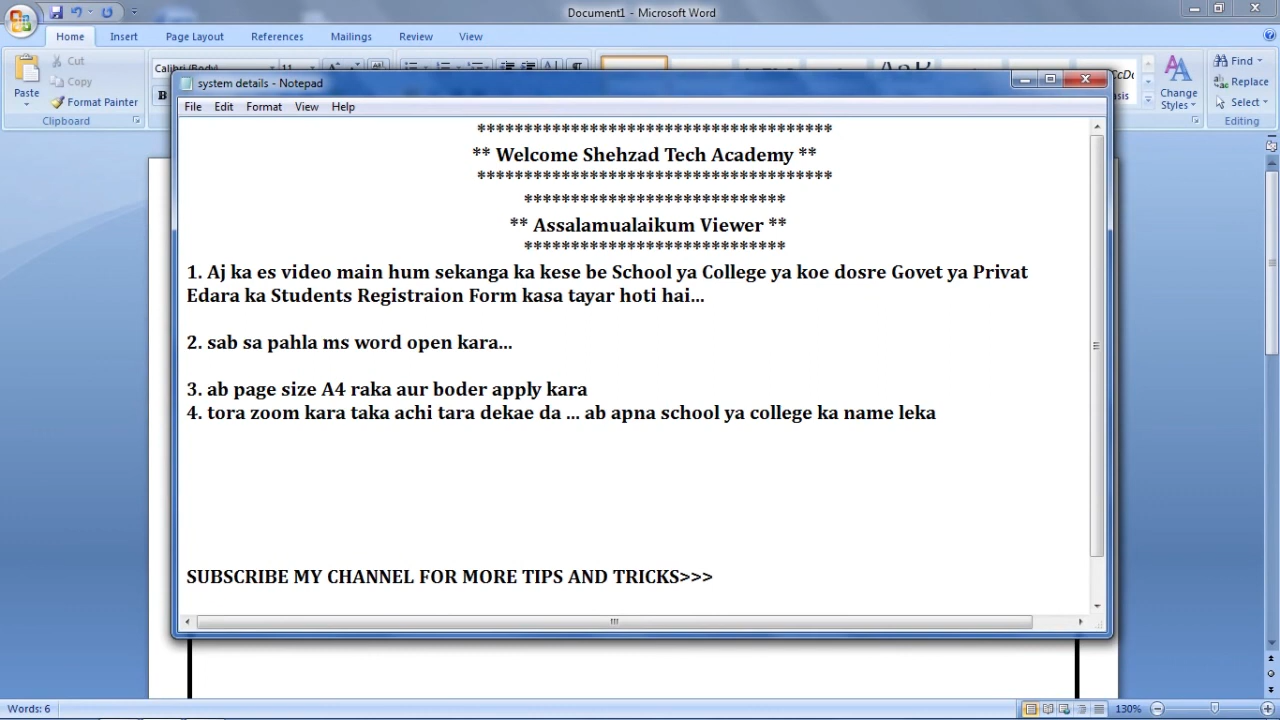 Document1 - Microsoft Word
Home Insert Page Layout References Mailings Review View
Paste
Cut
Copy
Format Painter
Clipboard
Calibri (Body) 11
B
Change Styles
Find
Replace
Select
Editing
system details - Notepad
File Edit Format View Help
**************************************
** Welcome Shehzad Tech Academy **
**************************************
****************************
** Assalamualaikum Viewer **
****************************
1. Aj ka es video main hum sekanga ka kese be School ya College ya koe dosre Govet ya Privat
Edara ka Students Registraion Form kasa tayar hoti hai...
2. sab sa pahla ms word open kara...
3. ab page size A4 raka aur boder apply kara
4. tora zoom kara taka achi tara dekae da ... ab apna school ya college ka name leka
SUBSCRIBE MY CHANNEL FOR MORE TIPS AND TRICKS>>>
Words: 6
130%